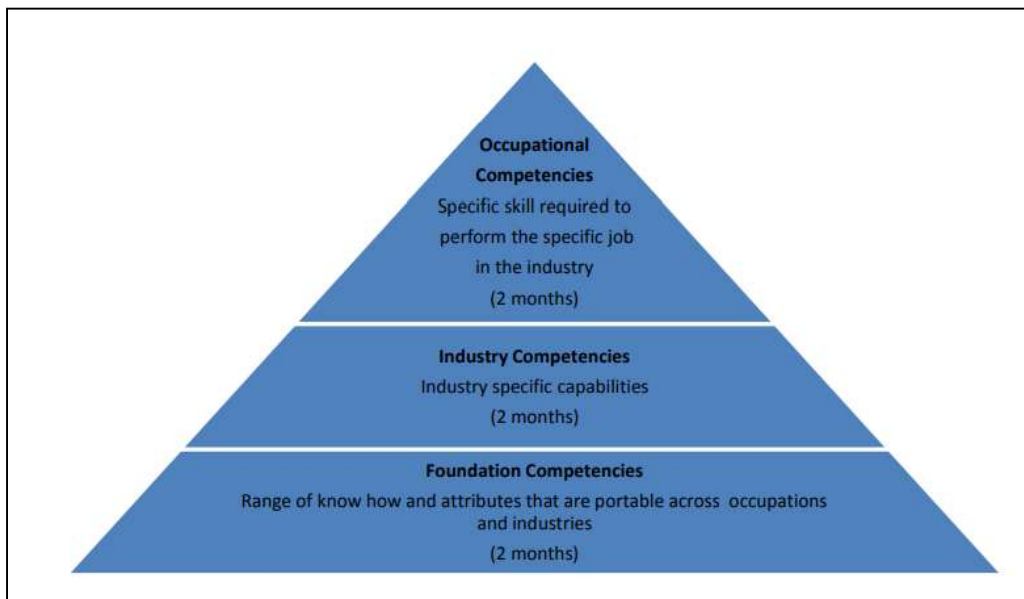 Occupational
Competencies
Specific skill required to
perform the specific job
in the industry
(2 months)
Industry Competencies
Industry specific capabilities
(2 months)
Foundation Competencies
Range of know how and attributes that are portable across occupations
and industries
(2 months)